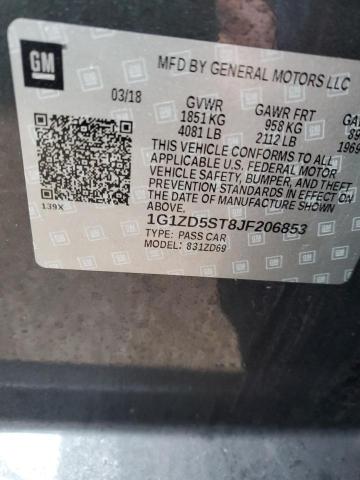 GM
MFD BY GENERAL MOTORS LLC
03/18 GVWR GAWR FRT
1851 KG 958 KG
4081 LB 2112 LB 1969
THIS VEHICLE CONFORMS TO ALL
APPLICABLE U.S. FEDERAL MOTOR
VEHICLE SAFETY, BUMPER, AND THEFT
PREVENTION STANDARDS IN EFFECT ON
THE DATE OF MANUFACTURE SHOWN
ABOVE.
139X
1G1ZD5ST8JF206853
TYPE: PASS CAR
MODEL: 831ZD69